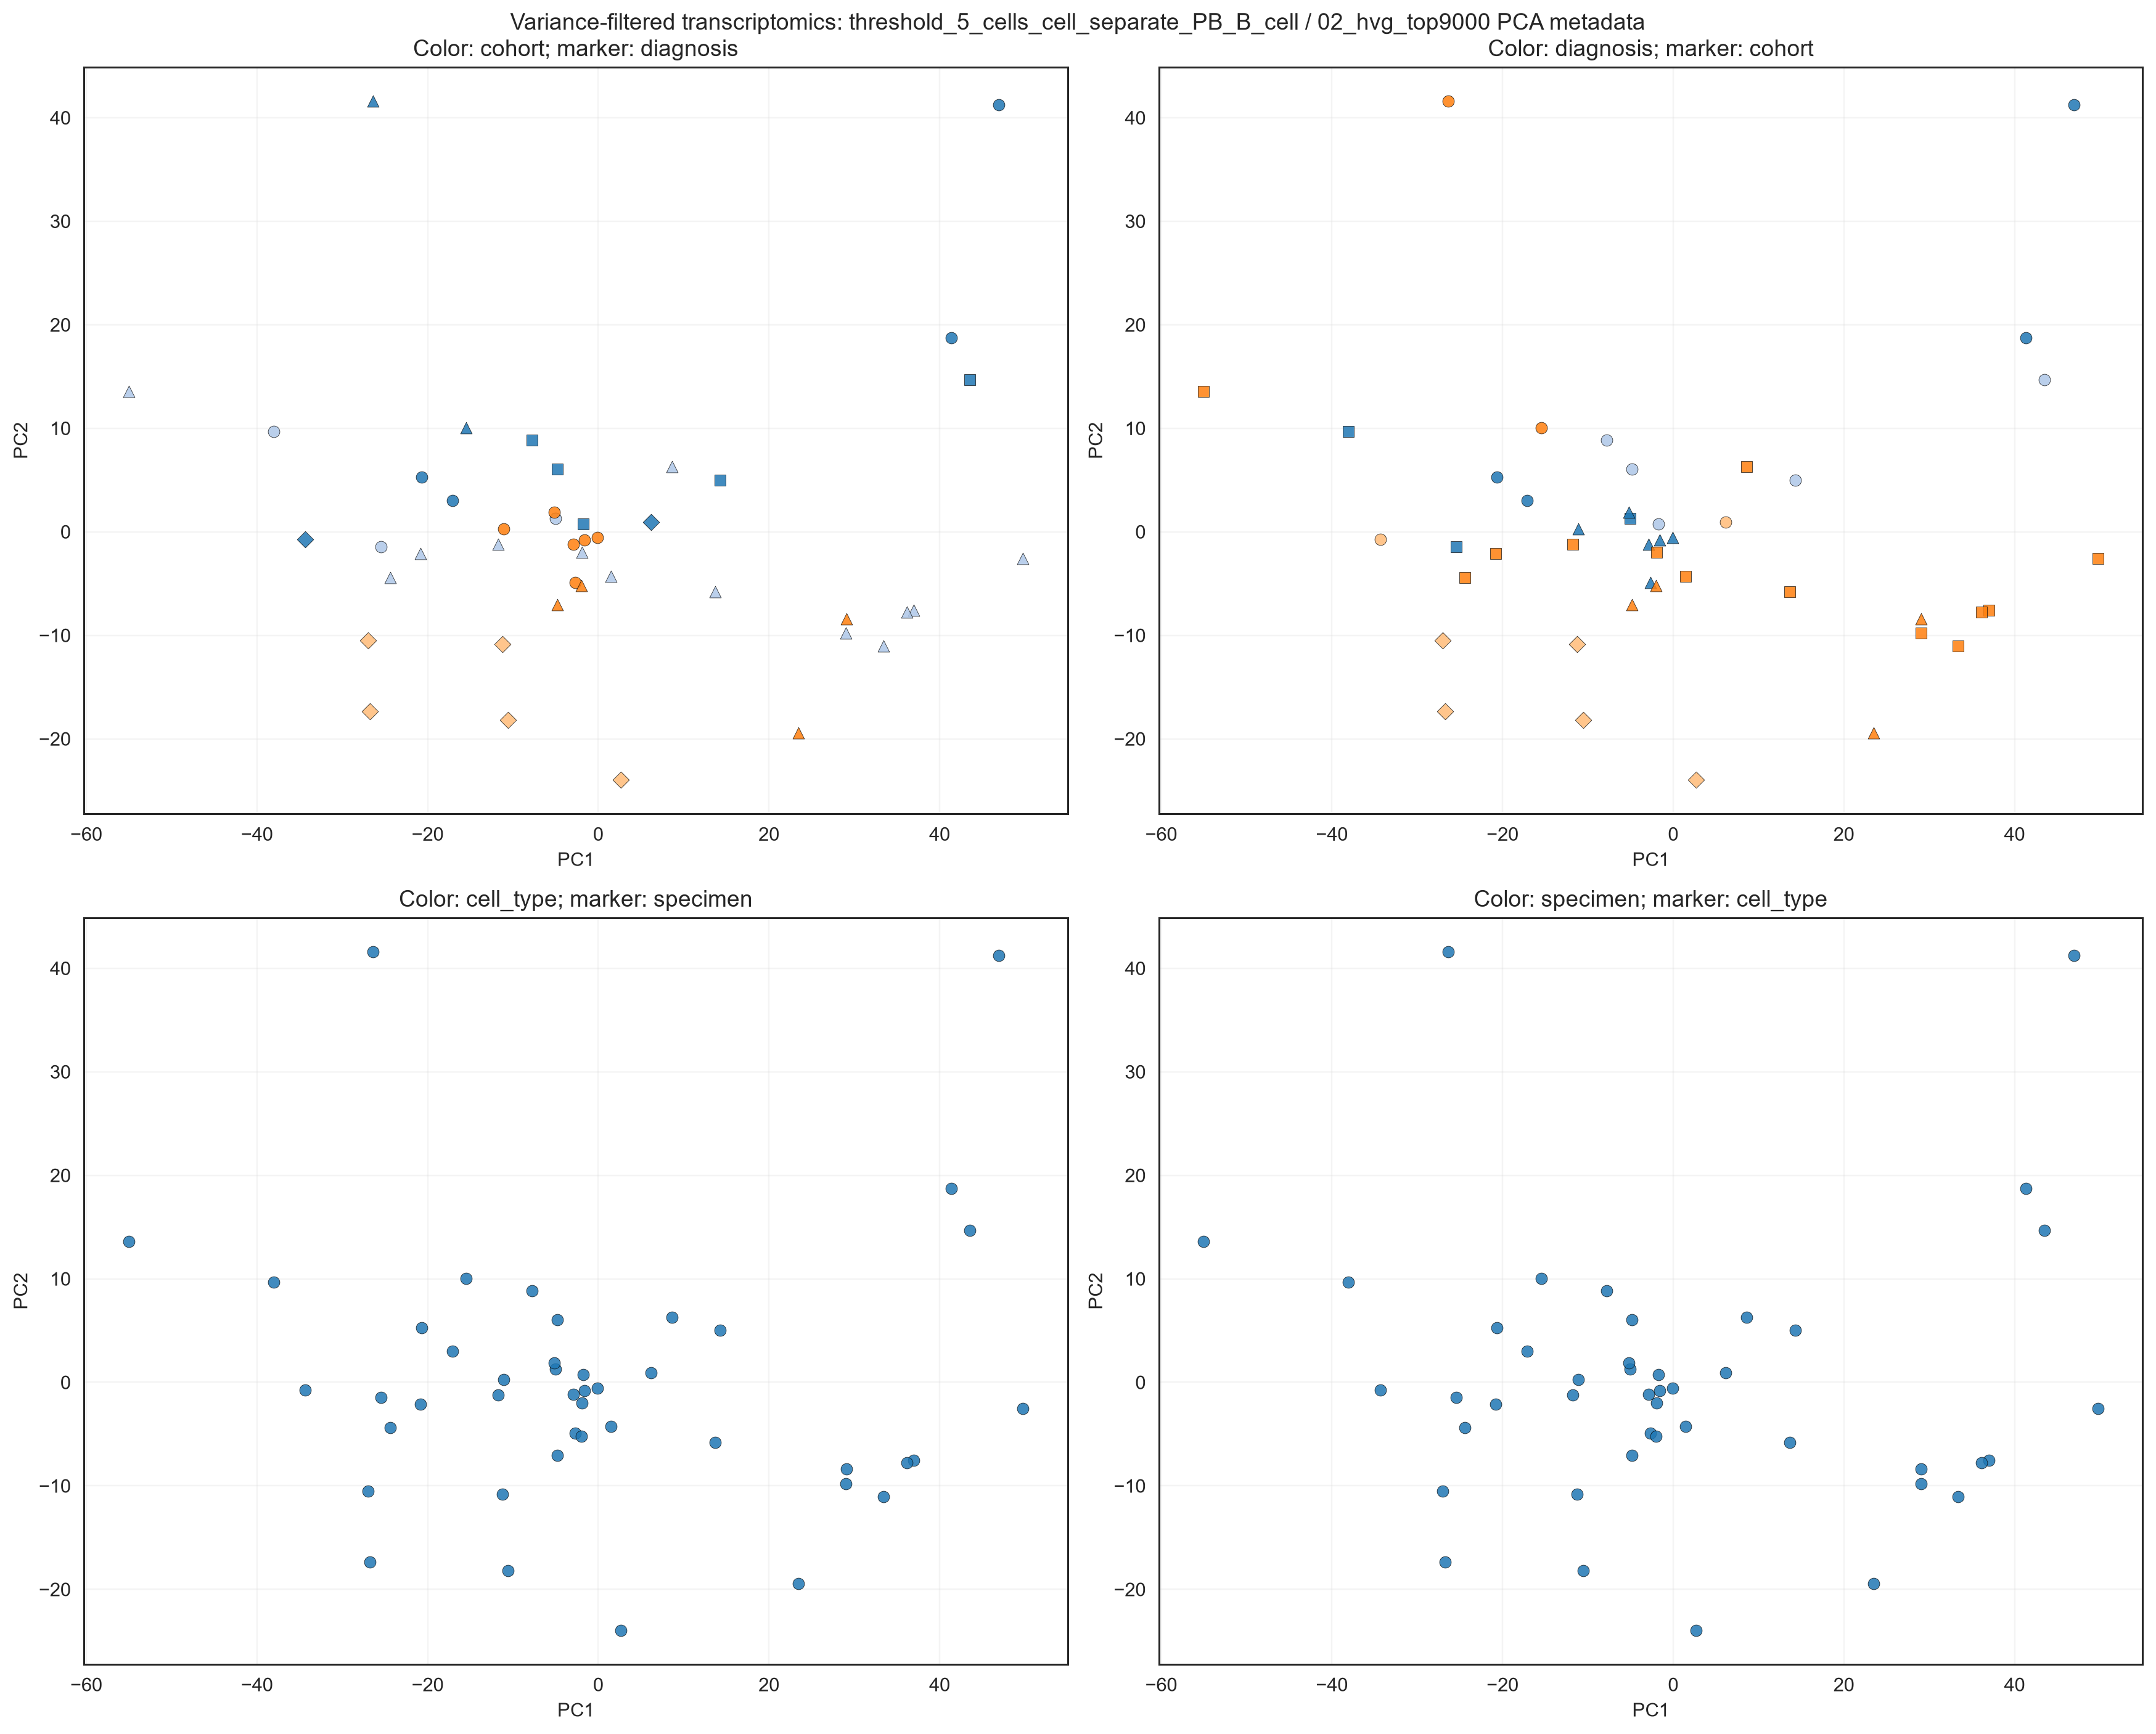 Variance-filtered transcriptomics: threshold_5_cells_cell_separate_PB_B_cell / 02_hvg_top9000 PCA metadata
Color: cohort; marker: diagnosis
40
30
20
10
0
−10
−20
PC2
−60 −40 −20 0 20 40
PC1
Color: diagnosis; marker: cohort
40
30
20
10
0
−10
−20
PC2
−60 −40 −20 0 20 40
PC1
Color: cell_type; marker: specimen
40
30
20
10
0
−10
−20
PC2
−60 −40 −20 0 20 40
PC1
Color: specimen; marker: cell_type
40
30
20
10
0
−10
−20
PC2
−60 −40 −20 0 20 40
PC1